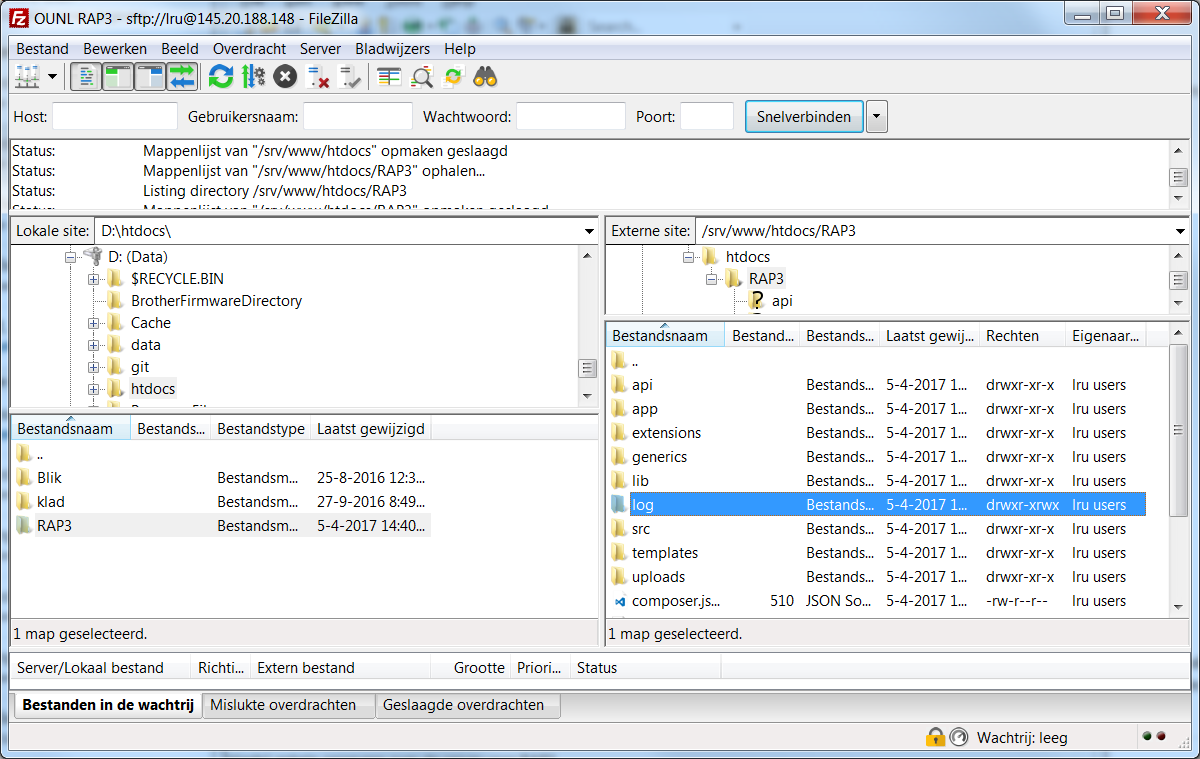 OUNL RAP3 - sftp://lru@145.20.188.148 - FileZilla
Bestand Bewerken Beeld Overdracht Server Bladwijzers Help
Host: Gebruikersnaam: Wachtwoord: Poort: Snelverbinden
Status: Mappenlijst van "/srv/www/htdocs" opmaken geslaagd
Status: Mappenlijst van "/srv/www/htdocs/RAP3" ophalen...
Status: Listing directory /srv/www/htdocs/RAP3
Status: Mappenlijst van "/srv/www/htdocs/RAP3" opmaken geslaagd
Lokale site: D:\htdocs\
D: (Data)
$RECYCLE.BIN
BrotherFirmwareDirectory
Cache
data
git
htdocs
Bestandsnaam Bestands... Bestandstype Laatst gewijzigd
..
Blik Bestandsm... 25-8-2016 12:3...
klad Bestandsm... 27-9-2016 8:49...
RAP3 Bestandsm... 5-4-2017 14:40...
1 map geselecteerd.
Externe site: /srv/www/htdocs/RAP3
htdocs
RAP3
? api
Bestandsnaam Bestand... Bestands... Laatst gewij... Rechten Eigenaar...
..
api Bestands... 5-4-2017 1... drwxr-xr-x lru users
app Bestands... 5-4-2017 1... drwxr-xr-x lru users
extensions Bestands... 5-4-2017 1... drwxr-xr-x lru users
generics Bestands... 5-4-2017 1... drwxr-xr-x lru users
lib Bestands... 5-4-2017 1... drwxr-xr-x lru users
log Bestands... 5-4-2017 1... drwxr-xrwx lru users
src Bestands... 5-4-2017 1... drwxr-xr-x lru users
templates Bestands... 5-4-2017 1... drwxr-xr-x lru users
uploads Bestands... 5-4-2017 1... drwxr-xr-x lru users
composer.js... 510 JSON So... 5-4-2017 1... -rw-r--r-- lru users
1 map geselecteerd.
Server/Lokaal bestand Richti... Extern bestand Grootte Priori... Status
Bestanden in de wachtrij Mislukte overdrachten Geslaagde overdrachten
Wachtrij: leeg